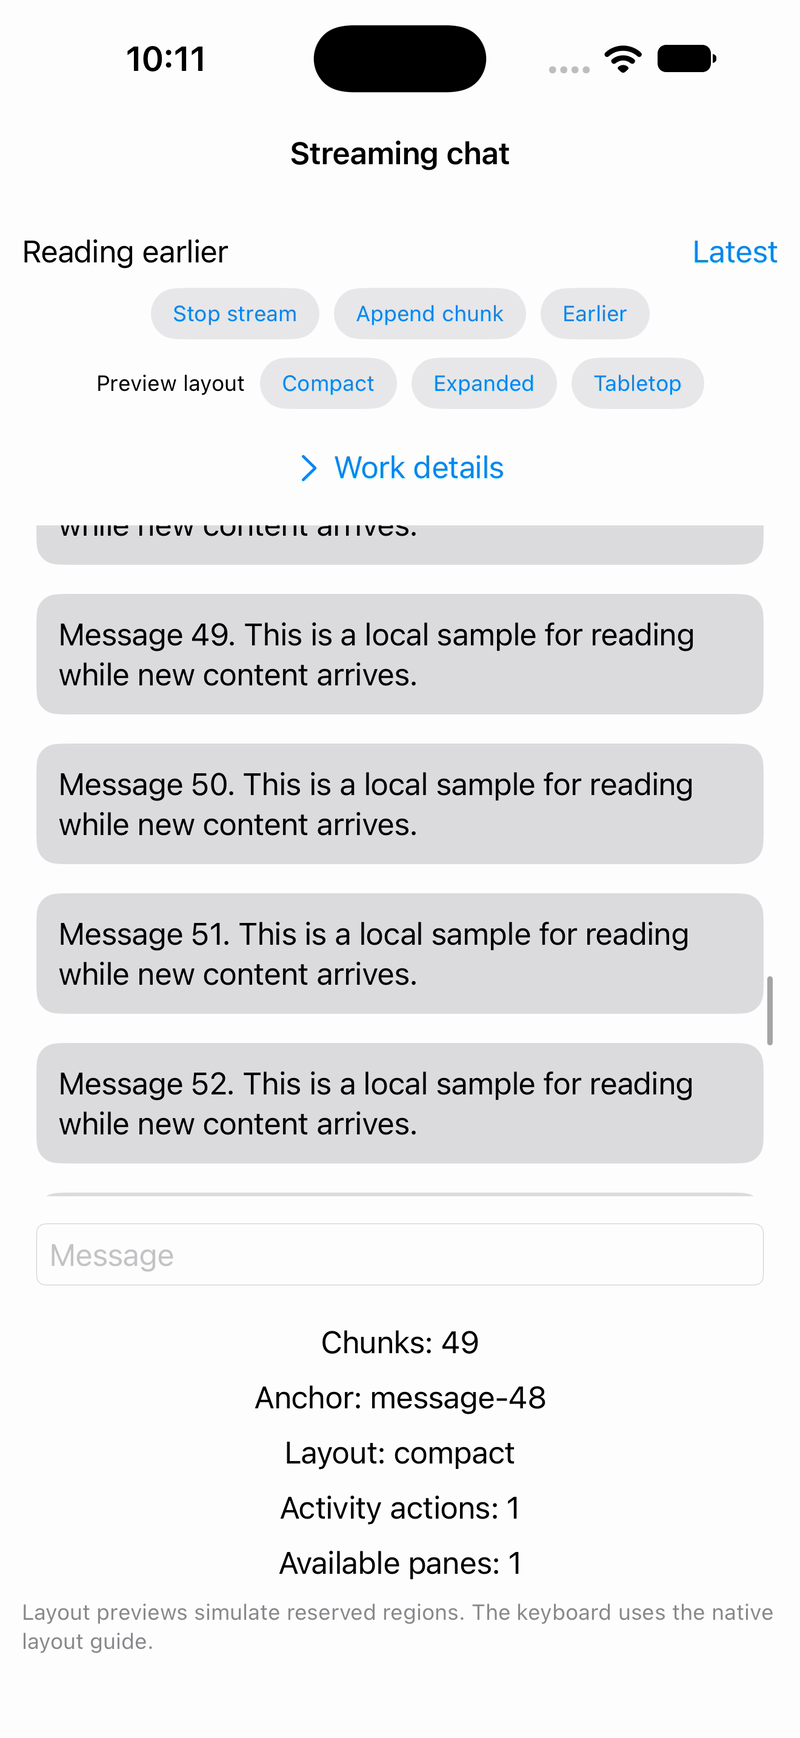 10:11
Streaming chat
Reading earlier
Latest
Stop stream
Append chunk
Earlier
Preview layout
Compact
Expanded
Tabletop
Work details
while new content arrives.
Message 49. This is a local sample for reading
while new content arrives.
Message 50. This is a local sample for reading
while new content arrives.
Message 51. This is a local sample for reading
while new content arrives.
Message 52. This is a local sample for reading
while new content arrives.
Message
Chunks: 49
Anchor: message-48
Layout: compact
Activity actions: 1
Available panes: 1
Layout previews simulate reserved regions. The keyboard uses the native
layout guide.